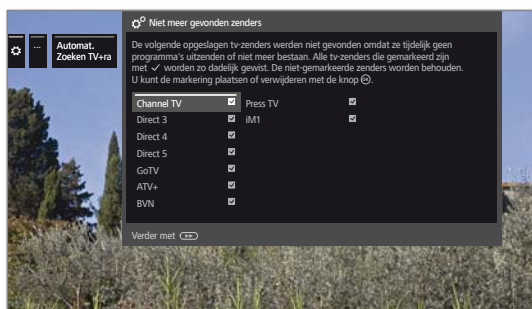 Niet meer gevonden zenders
...
Automat.
Zoeken TV+ra
De volgende opgeslagen tv-zenders werden niet gevonden omdat ze tijdelijk geen
programma's uitzenden of niet meer bestaan. Alle tv-zenders die gemarkeerd zijn
met ✓ worden zo dadelijk gewist. De niet-gemarkeerde zenders worden behouden.
U kunt de markering plaatsen of verwijderen met de knop OK.
Channel TV
Press TV
Direct 3
iM1
Direct 4
Direct 5
GoTV
ATV+
BVN
Verder met